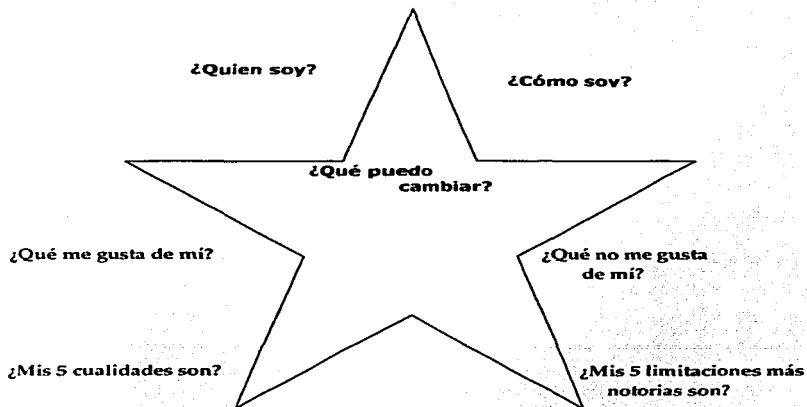 ¿Quien soy?
¿Cómo soy?
¿Qué puedo
cambiar?
¿Qué me gusta de mí?
¿Qué no me gusta
de mí?
¿Mis 5 cualidades son?
¿Mis 5 limitaciones más
notorias son?